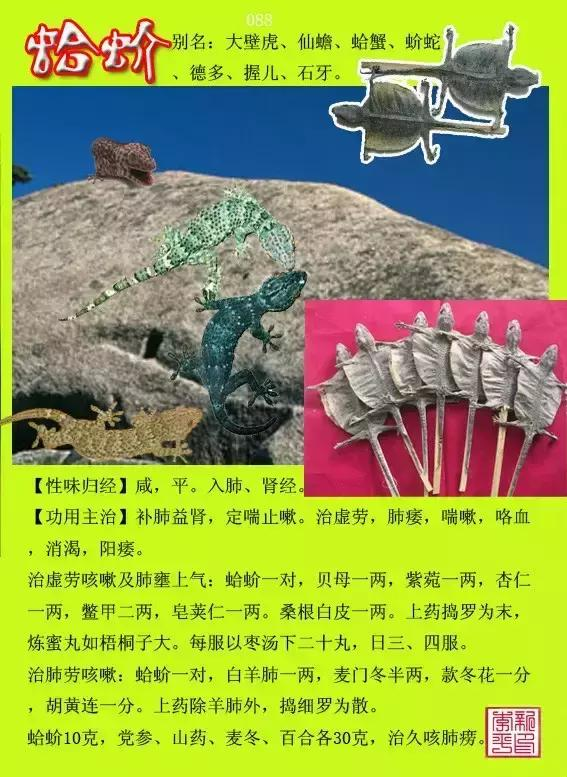 088
蛤蚧
别名：大壁虎、仙蟾、蛤蟹、蚧蛇
、德多、握儿、石牙。
【性味归经】咸，平。入肺、肾经。
【功用主治】补肺益肾，定喘止嗽。治虚劳，肺痿，喘嗽，咯血
，消渴，阳痿。
治虚劳咳嗽及肺壅上气：蛤蚧一对，贝母一两，紫菀一两，杏仁
一两，鳖甲二两，皂荚仁一两。桑根白皮一两。上药捣罗为末，
炼蜜丸如梧桐子大。每服以枣汤下二十丸，日三、四服。
治肺劳咳嗽：蛤蚧一对，白羊肺一两，麦门冬半两，款冬花一分
，胡黄连一分。上药除羊肺外，捣细罗为散。
蛤蚧10克，党参、山药、麦冬、百合各30克，治久咳肺痨。